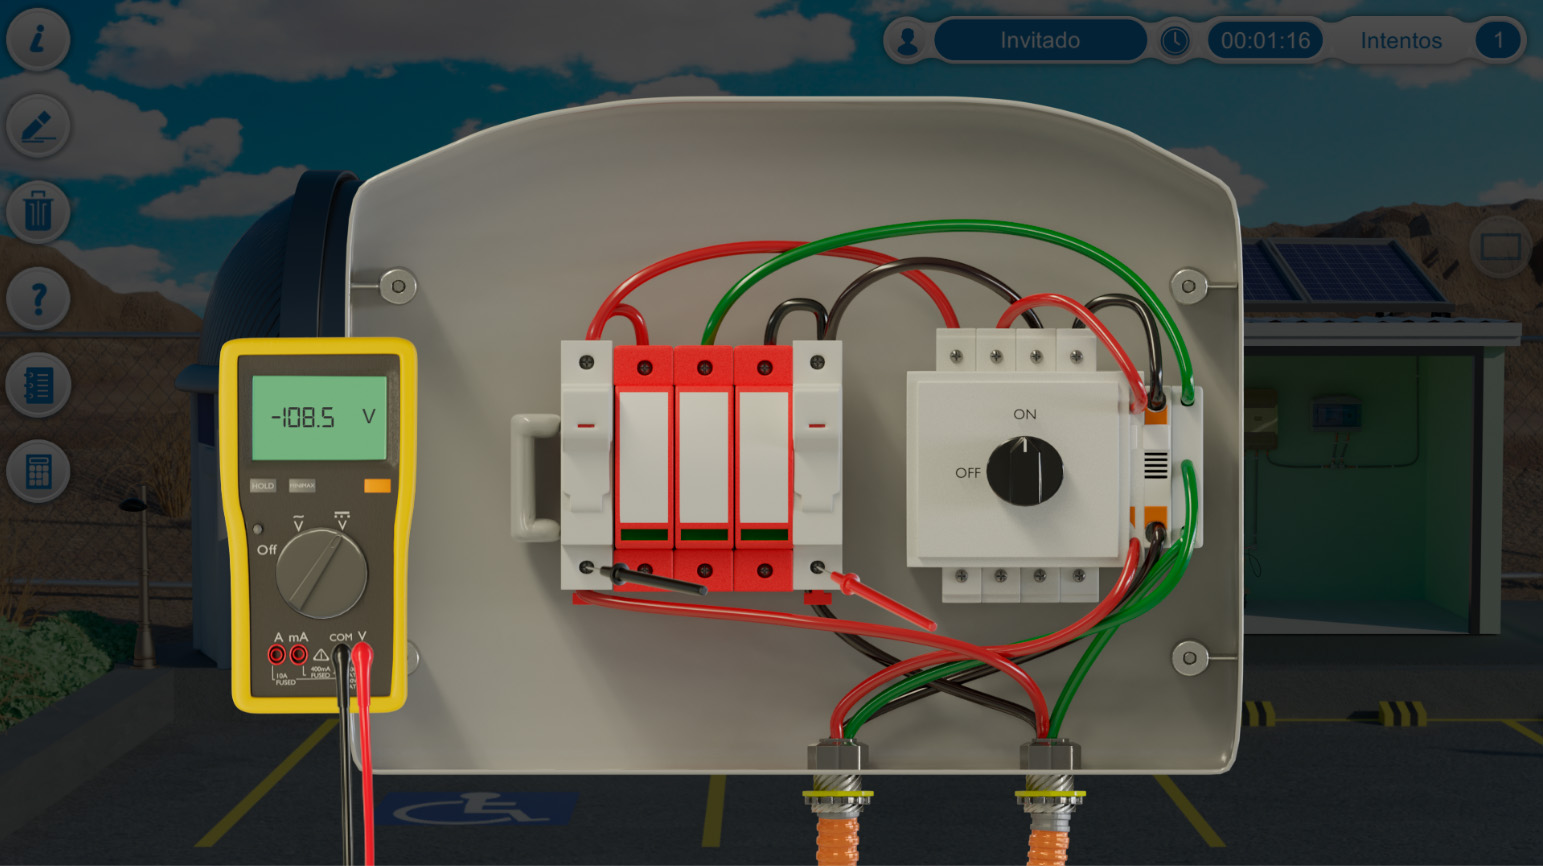 Invitado
00:01:16
Intentos
1
-108.5 V
HOLD
MIN MAX
V
V
Off
A mA
COM V
10A
FUSED
400mA
FUSED
ON
OFF